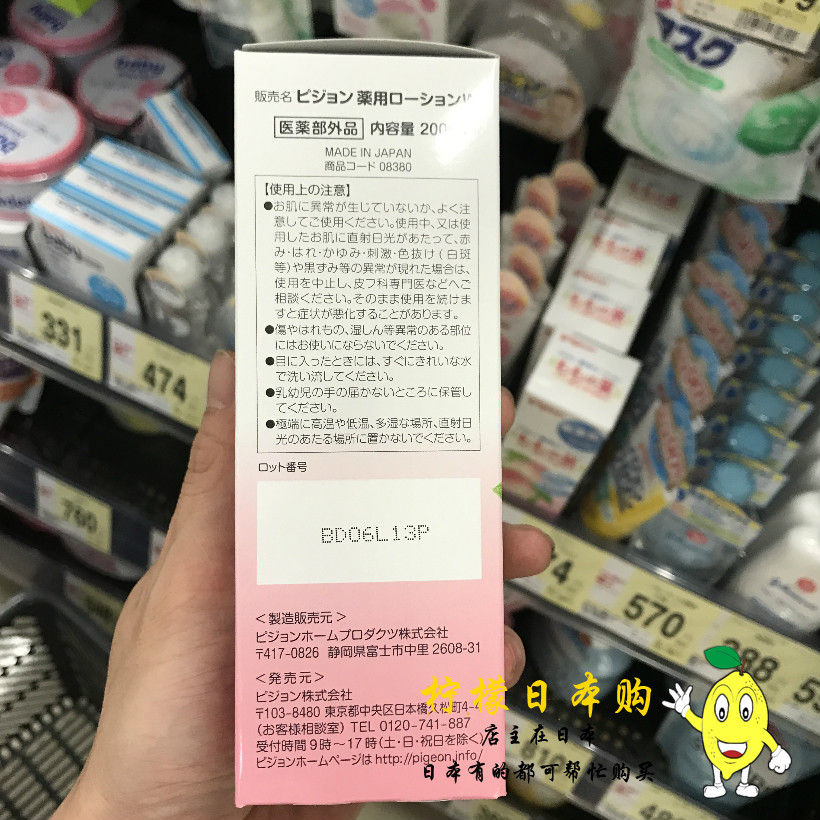 販売名 ピジョン 薬用ローション
医薬部外品 内容量 200
MADE IN JAPAN
商品コード 08380
【使用上の注意】
●お肌に異常が生じていないか、よく注
意してご使用ください。使用中、又は使
用したお肌に直射日光があたって、赤
み・はれ・かゆみ・刺激・色抜け(白斑
等)や黒ずみ等の異常が現れた場合は、
使用を中止し、皮フ科専門医などへご
相談ください。そのまま使用を続けま
すと症状が悪化することがあります。
●傷やはれもの、湿しん等異常のある部位
にはお使いにならないでください。
●目に入ったときには、すぐにきれいな水
で洗い流してください。
●乳幼児の手の届かないところに保管し
てください。
●極端に高温や低温、多湿な場所、直射日
光のあたる場所に置かないでください。
ロット番号
BD06L13P
<製造販売元>
ピジョンホームプロダクツ株式会社
〒417-0826 静岡県富士市中里 2608-31
<発売元>
ピジョン株式会社
〒103-8480 東京都中央区日本橋久松町4-4
(お客様相談室) TEL 0120-741-887
受付時間 9時〜17時(土・日・祝日を除く)
ピジョンホームページは http://pigeon.info/
柠檬日本购
店主在日本
日本有的都可帮忙购买
マスク
331
474
760
570